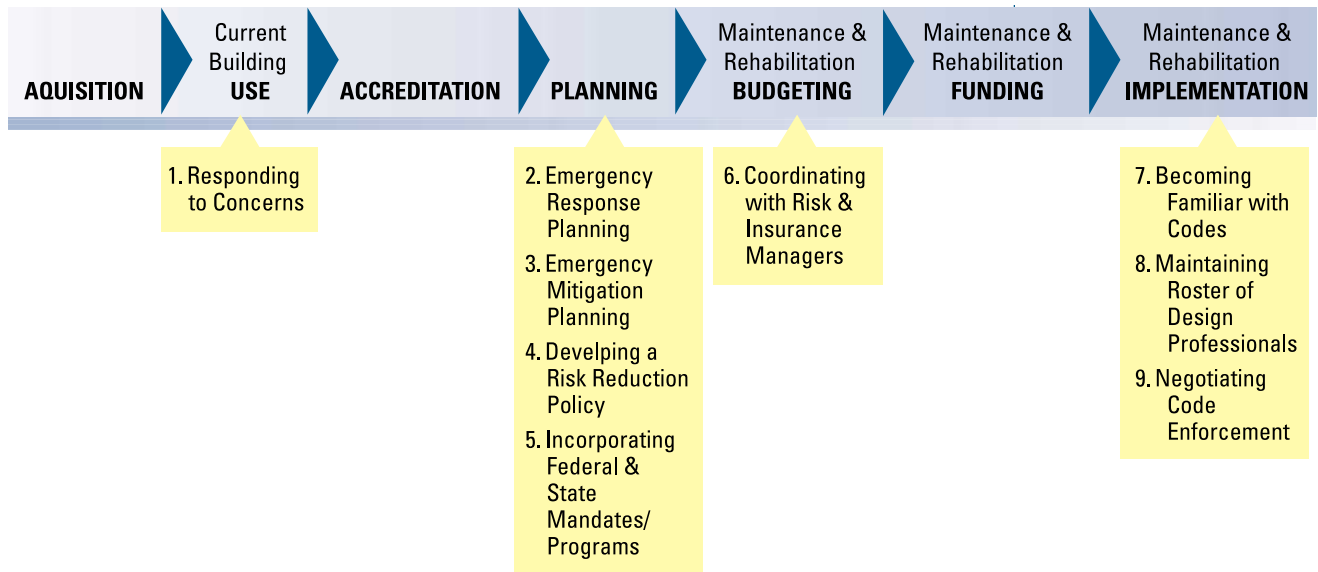 AQUISITION
Current
Building
USE
ACCREDITATION
PLANNING
Maintenance &
Rehabilitation
BUDGETING
Maintenance &
Rehabilitation
FUNDING
Maintenance &
Rehabilitation
IMPLEMENTATION
1. Responding
to Concerns
2. Emergency
Response
Planning
3. Emergency
Mitigation
Planning
4. Develping a
Risk Reduction
Policy
5. Incorporating
Federal &
State
Mandates/
Programs
6. Coordinating
with Risk &
Insurance
Managers
7. Becoming
Familiar with
Codes
8. Maintaining
Roster of
Design
Professionals
9. Negotiating
Code
Enforcement